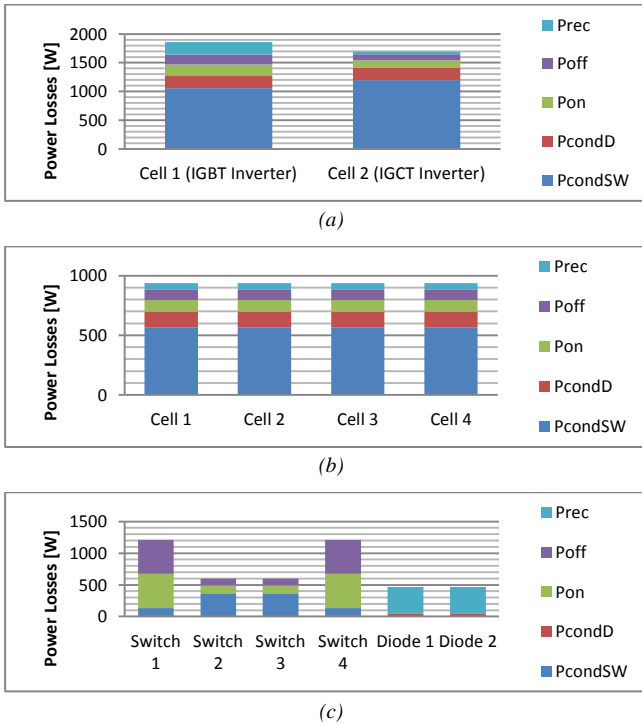 Power Losses [W]
2000
1500
1000
500
0
Cell 1 (IGBT Inverter)
Cell 2 (IGCT Inverter)
Prec
Poff
Pon
PcondD
PcondSW
(a)
Power Losses [W]
1000
500
0
Cell 1
Cell 2
Cell 3
Cell 4
Prec
Poff
Pon
PcondD
PcondSW
(b)
Power Losses [W]
1500
1000
500
0
Switch
1
Switch
2
Switch
3
Switch
4
Diode 1
Diode 2
Prec
Poff
Pon
PcondD
PcondSW
(c)